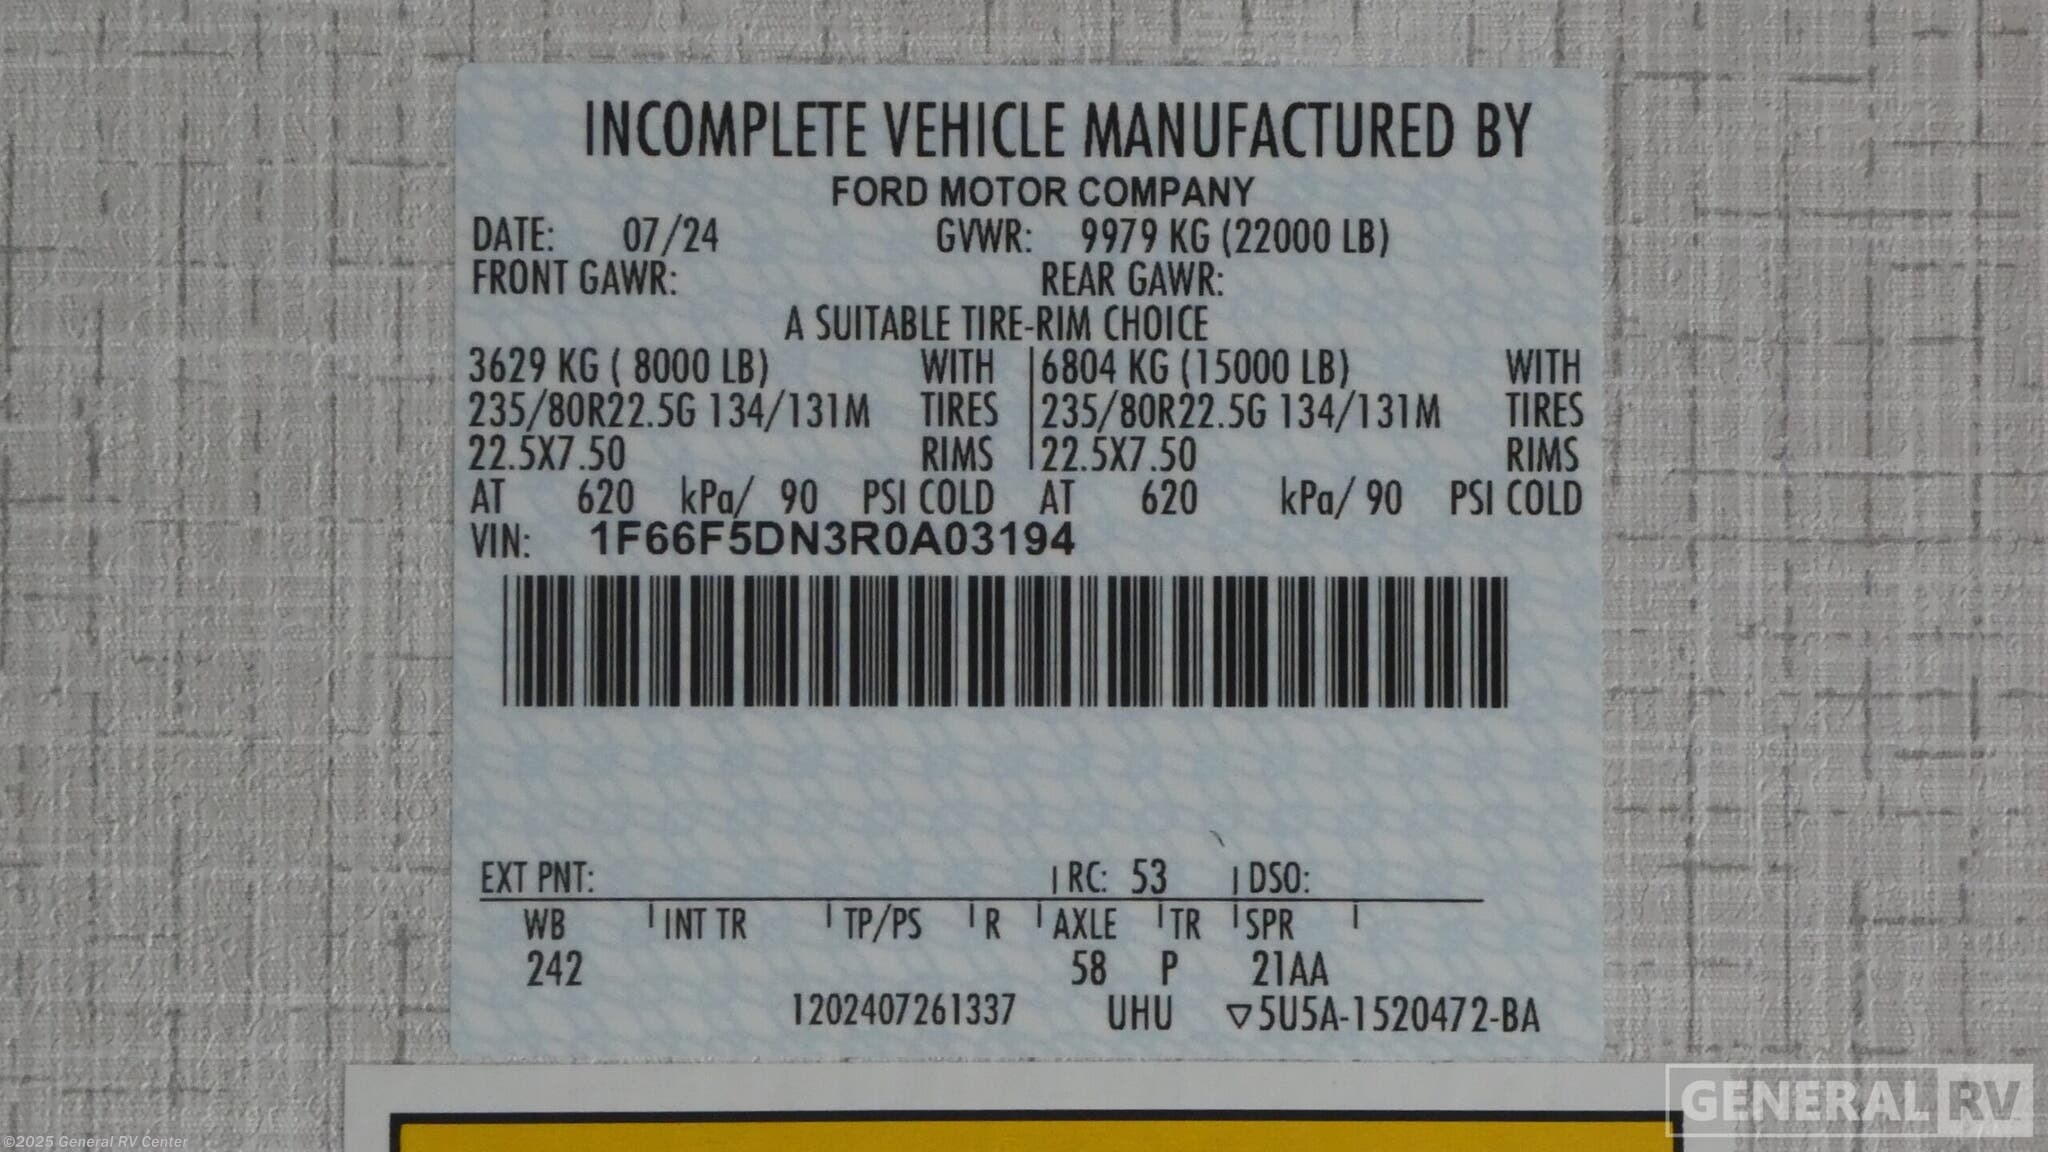 INCOMPLETE VEHICLE MANUFACTURED BY
FORD MOTOR COMPANY
DATE: 07/24 GVWR: 9979 KG (22000 LB)
FRONT GAWR: REAR GAWR:
A SUITABLE TIRE-RIM CHOICE
3629 KG ( 8000 LB) WITH 6804 KG (15000 LB) WITH
235/80R22.5G 134/131M TIRES 235/80R22.5G 134/131M TIRES
22.5X7.50 RIMS 22.5X7.50 RIMS
AT 620 kPa/ 90 PSI COLD AT 620 kPa/ 90 PSI COLD
VIN: 1F66F5DN3R0A03194
EXT PNT: RC: 53 DSO:
WB INT TR TP/PS R AXLE TR SPR
242 58 P 21AA
1202407261337 UHU ▽5U5A-1520472-BA
GENERAL RV
©2025 General RV Center